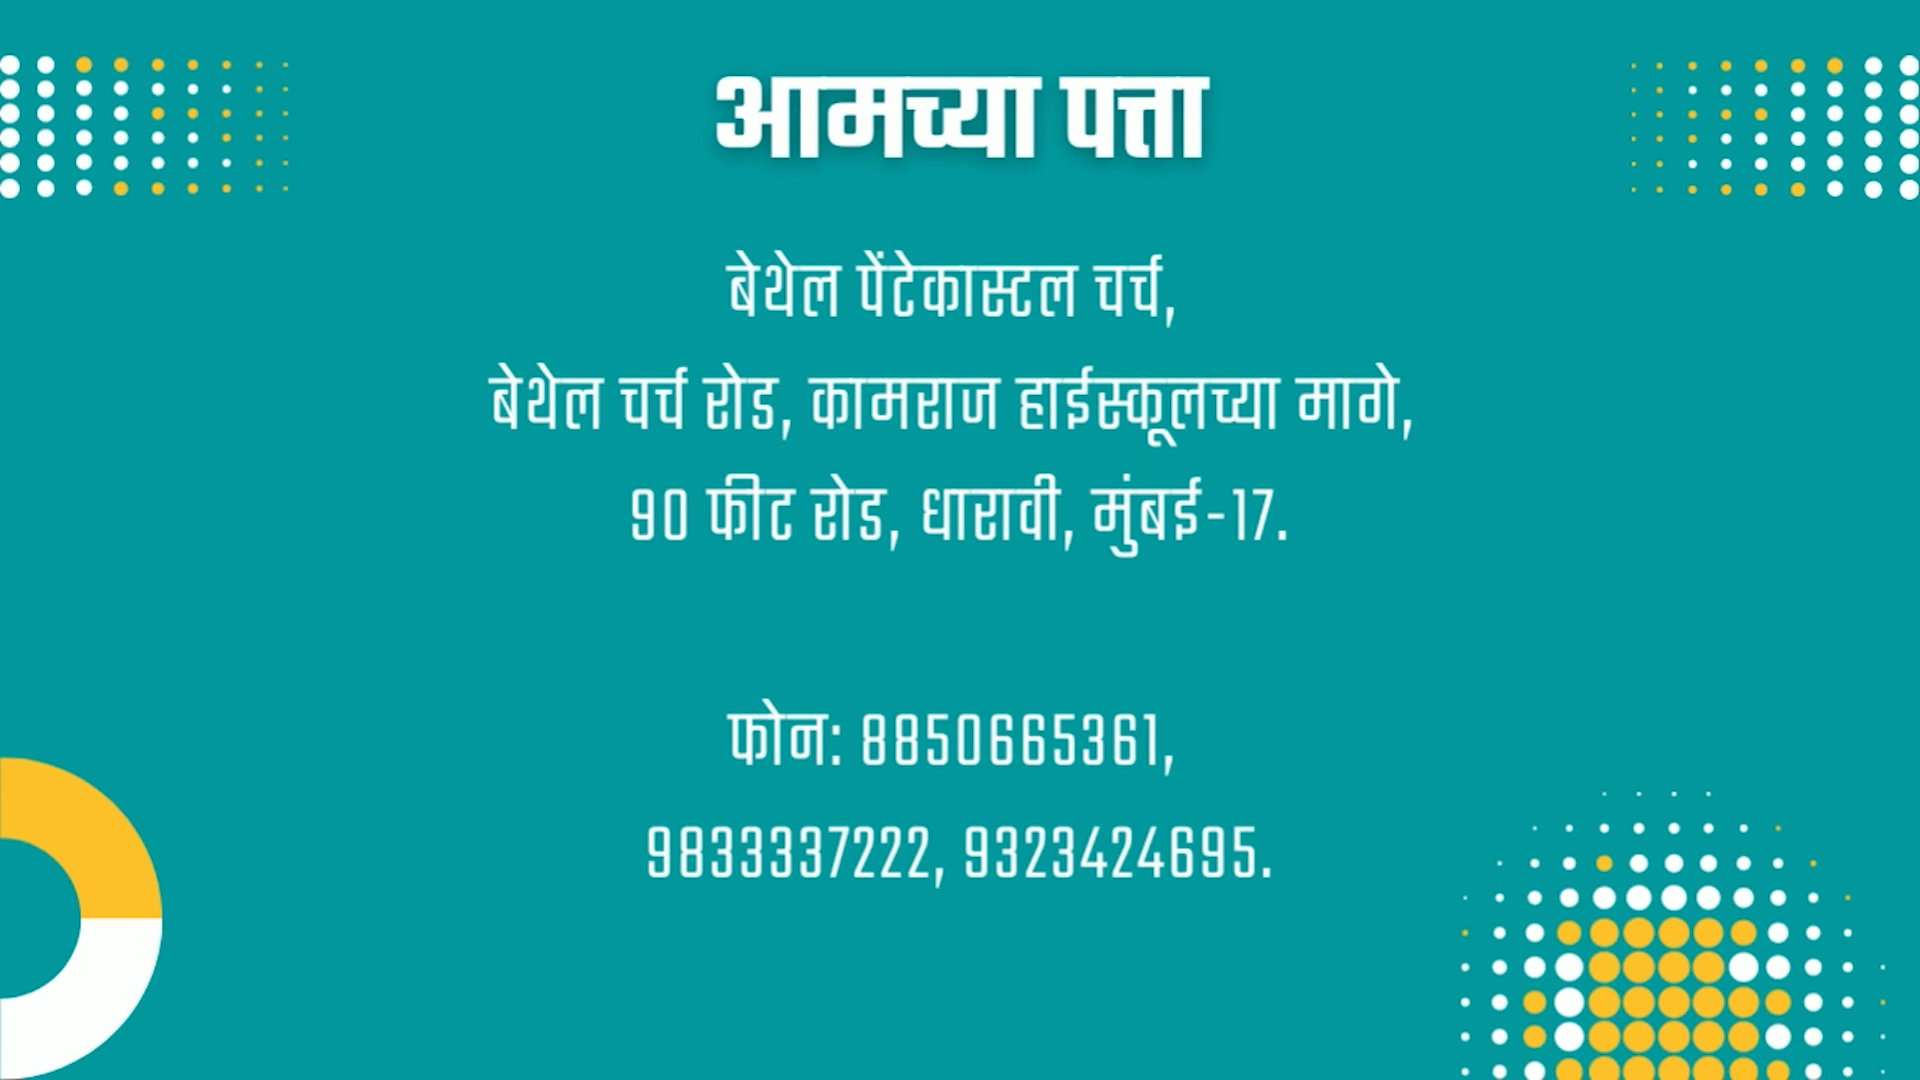 आमच्या पत्ता
बेथेल पेंटेकास्टल चर्च,
बेथेल चर्च रोड, कामराज हाईस्कूलच्या मागे,
90 फीट रोड, धारावी, मुंबई-17.
फोन: 8850665361,
9833337222, 9323424695.